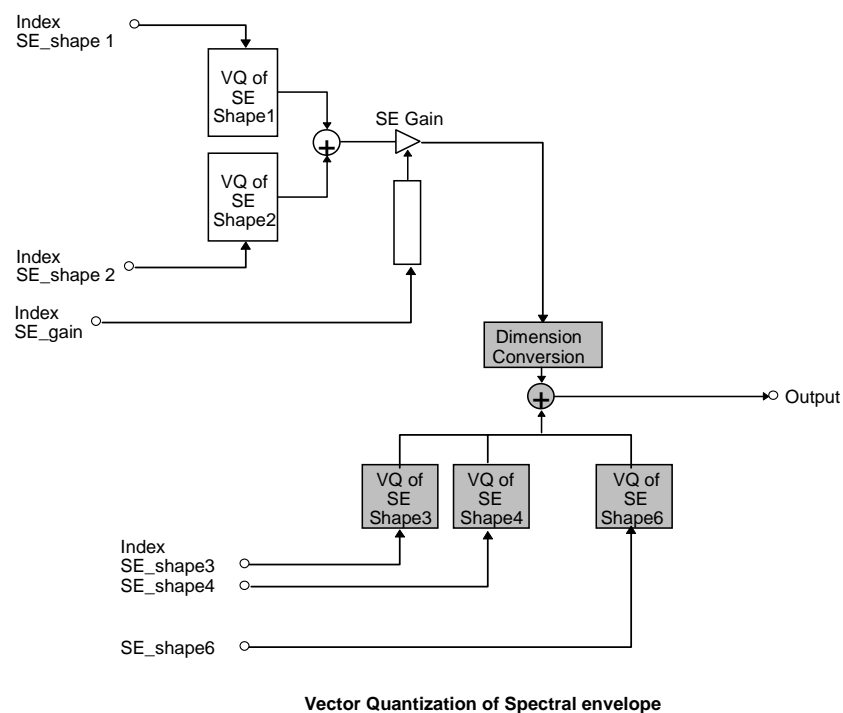 Index
SE_shape 1
VQ of
SE
Shape1
SE Gain
+
VQ of
SE
Shape2
Index
SE_shape 2
Index
SE_gain
Dimension
Conversion
+
Output
VQ of
SE
Shape3
VQ of
SE
Shape4
VQ of
SE
Shape6
Index
SE_shape3
SE_shape4
SE_shape6
Vector Quantization of Spectral envelope